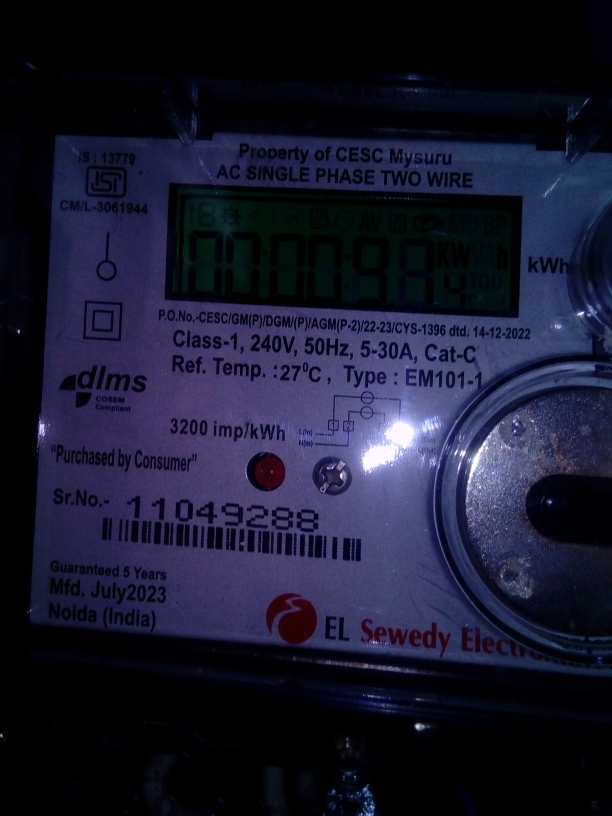 IS : 13779
ISI
CM/L-3061944
Property of CESC Mysuru
AC SINGLE PHASE TWO WIRE
kWh
P.O.No.-CESC/GM(P)/DGM/(P)/AGM(P-2)/22-23/CYS-1396 dtd. 14-12-2022
Class-1, 240V, 50Hz, 5-30A, Cat-C
Ref. Temp. :27⁰C , Type : EM101-1
dlms
COSEM
Compliant
3200 imp/kWh
"Purchased by Consumer"
Sr.No.- 11049288
Guaranteed 5 Years
Mfd. July2023
Noida (India)
EL Sewedy